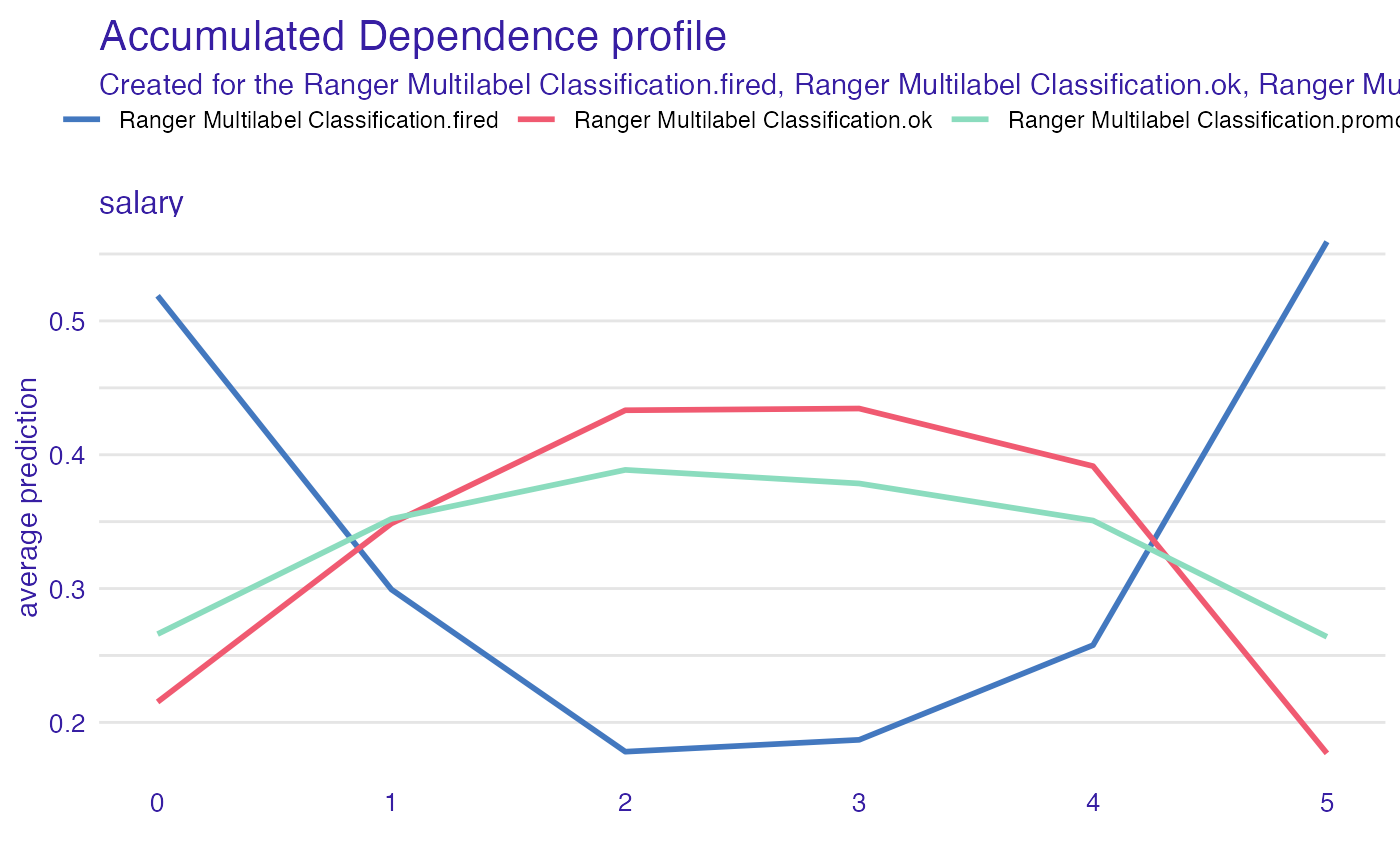 Accumulated Dependence profile
Created for the Ranger Multilabel Classification.fired, Ranger Multilabel Classification.ok, Ranger Mu
Ranger Multilabel Classification.fired Ranger Multilabel Classification.ok Ranger Multilabel Classification.promo
salary
average prediction
0.5
0.4
0.3
0.2
0 1 2 3 4 5